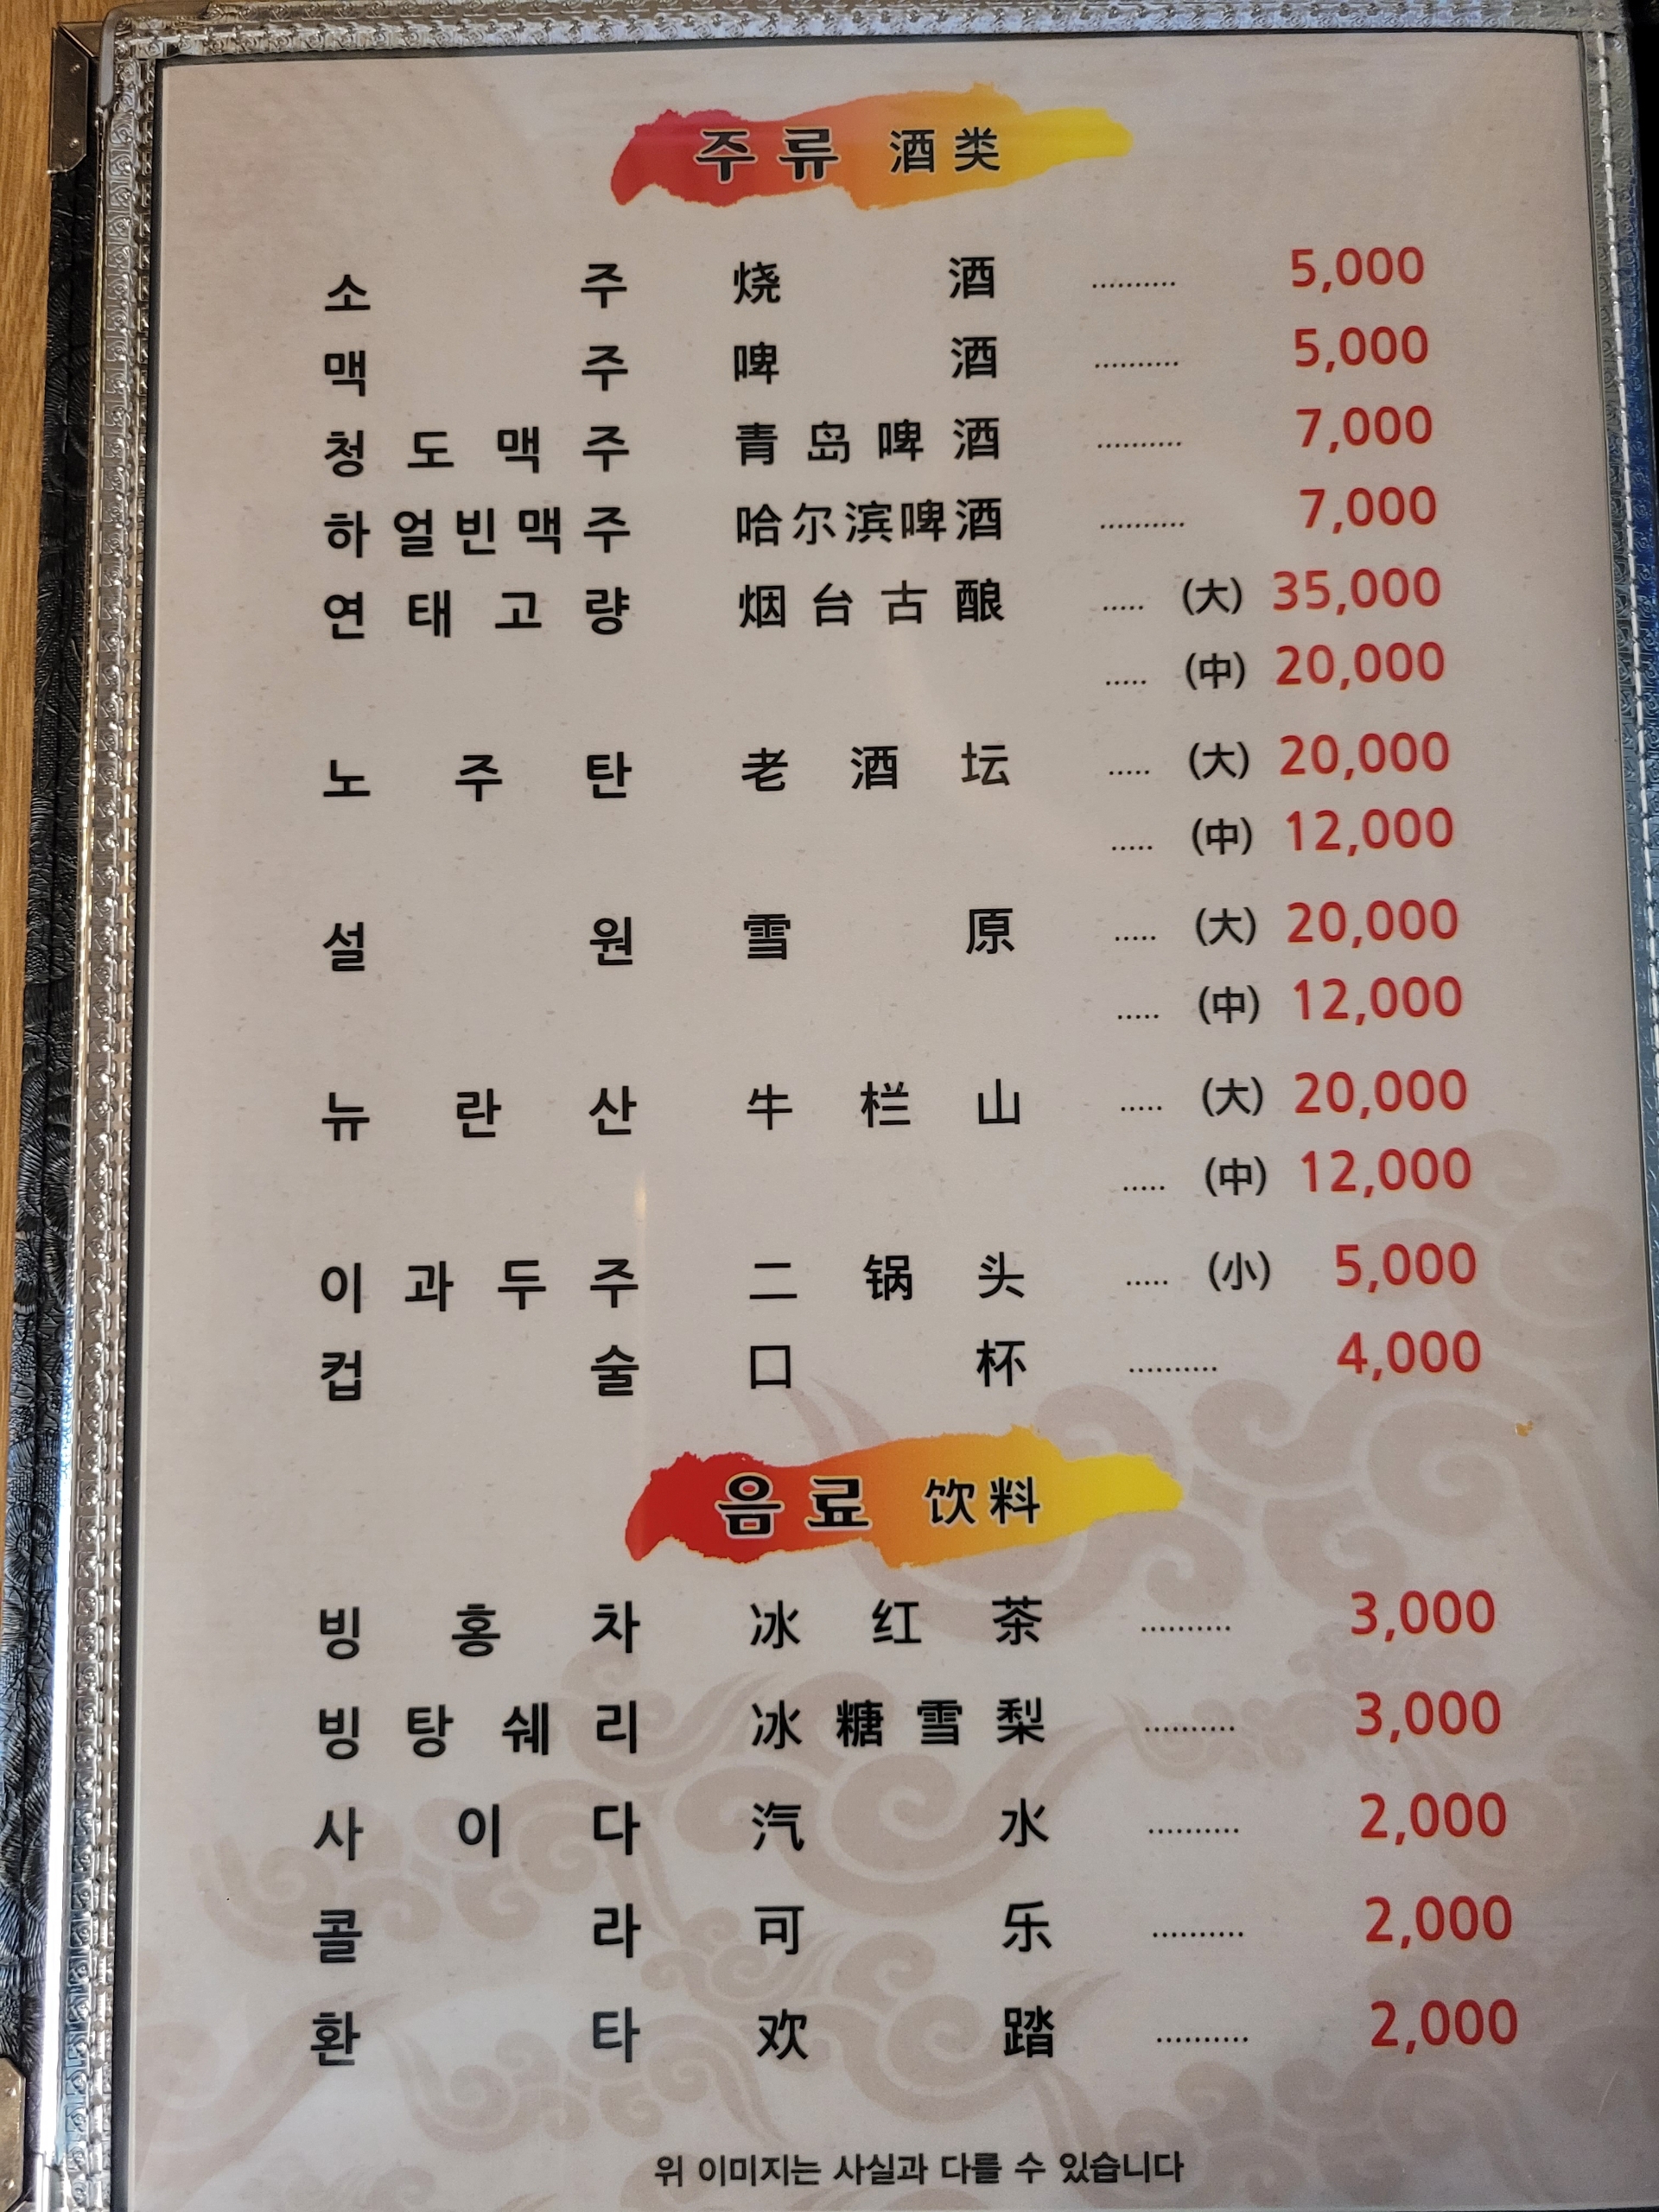 주류 酒类
소주 烧酒 .......... 5,000
맥주 啤酒 .......... 5,000
청도맥주 青岛啤酒 .......... 7,000
하얼빈맥주 哈尔滨啤酒 .......... 7,000
연태고량 烟台古酿 ..... (大) 35,000
..... (中) 20,000
노주탄 老酒坛 ..... (大) 20,000
..... (中) 12,000
설원 雪原 ..... (大) 20,000
..... (中) 12,000
뉴란산 牛栏山 ..... (大) 20,000
..... (中) 12,000
이과두주 二锅头 ..... (小) 5,000
컵술 口杯 .......... 4,000
음료 饮料
빙홍차 冰红茶 .......... 3,000
빙탕쉐리 冰糖雪梨 .......... 3,000
사이다 汽水 .......... 2,000
콜라 可乐 .......... 2,000
환타 欢踏 .......... 2,000
위 이미지는 사실과 다를 수 있습니다